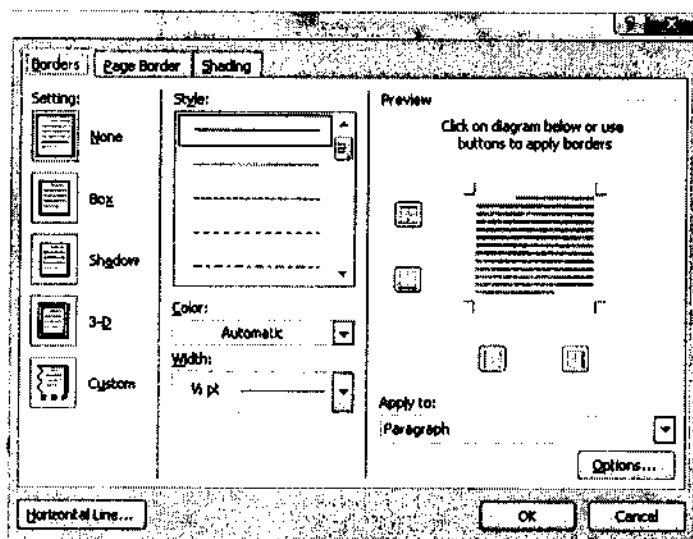 Borders
Page Border
Shading
Setting:
None
Box
Shadow
3-D
Custom
Style:
Color:
Automatic
Width:
½ pt
Preview
Click on diagram below or use
buttons to apply borders
Apply to:
Paragraph
Options...
Horizontal Line...
OK
Cancel